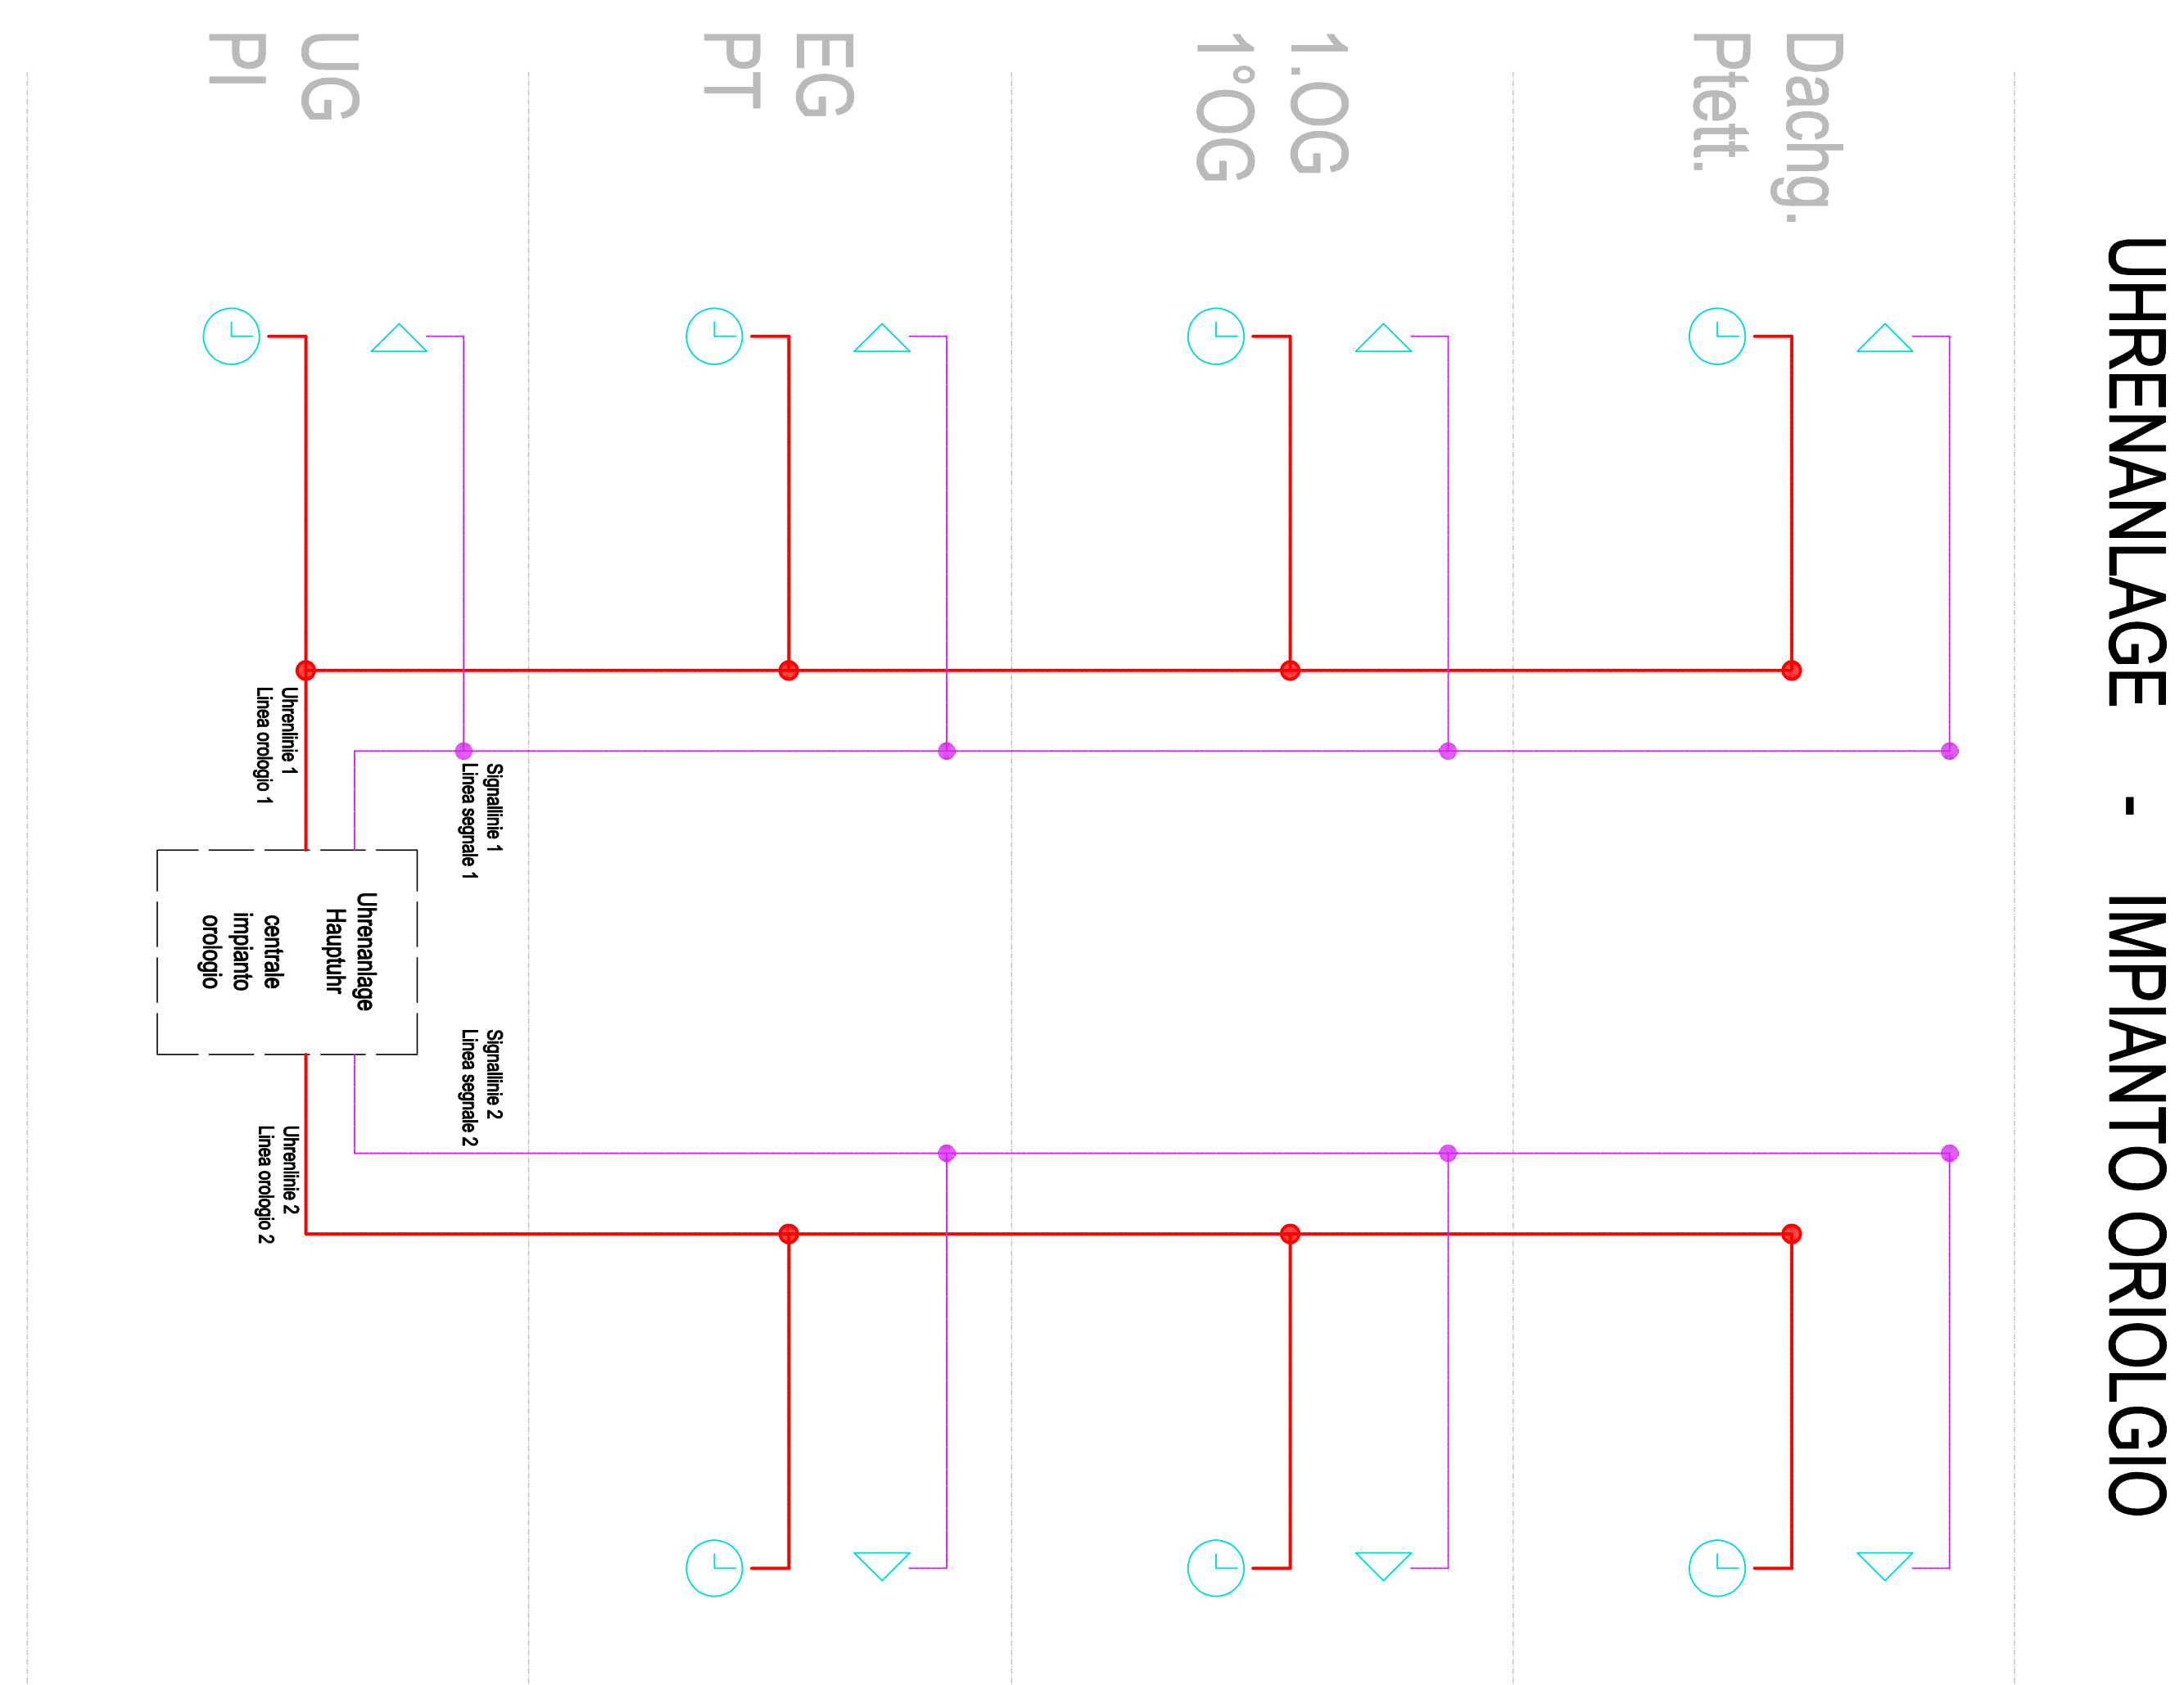 UHRENANLAGE - IMPIANTO ORIOLGIO
Dachg.
Ptett.
1.OG
1°OG
EG
PT
UG
PI
Signallinie 1
Linea segnale 1
Uhrenlinie 1
Linea orologio 1
Uhrenanlage
Hauptuhr
centrale
impianto
orologio
Signallinie 2
Linea segnale 2
Uhrenlinie 2
Linea orologio 2